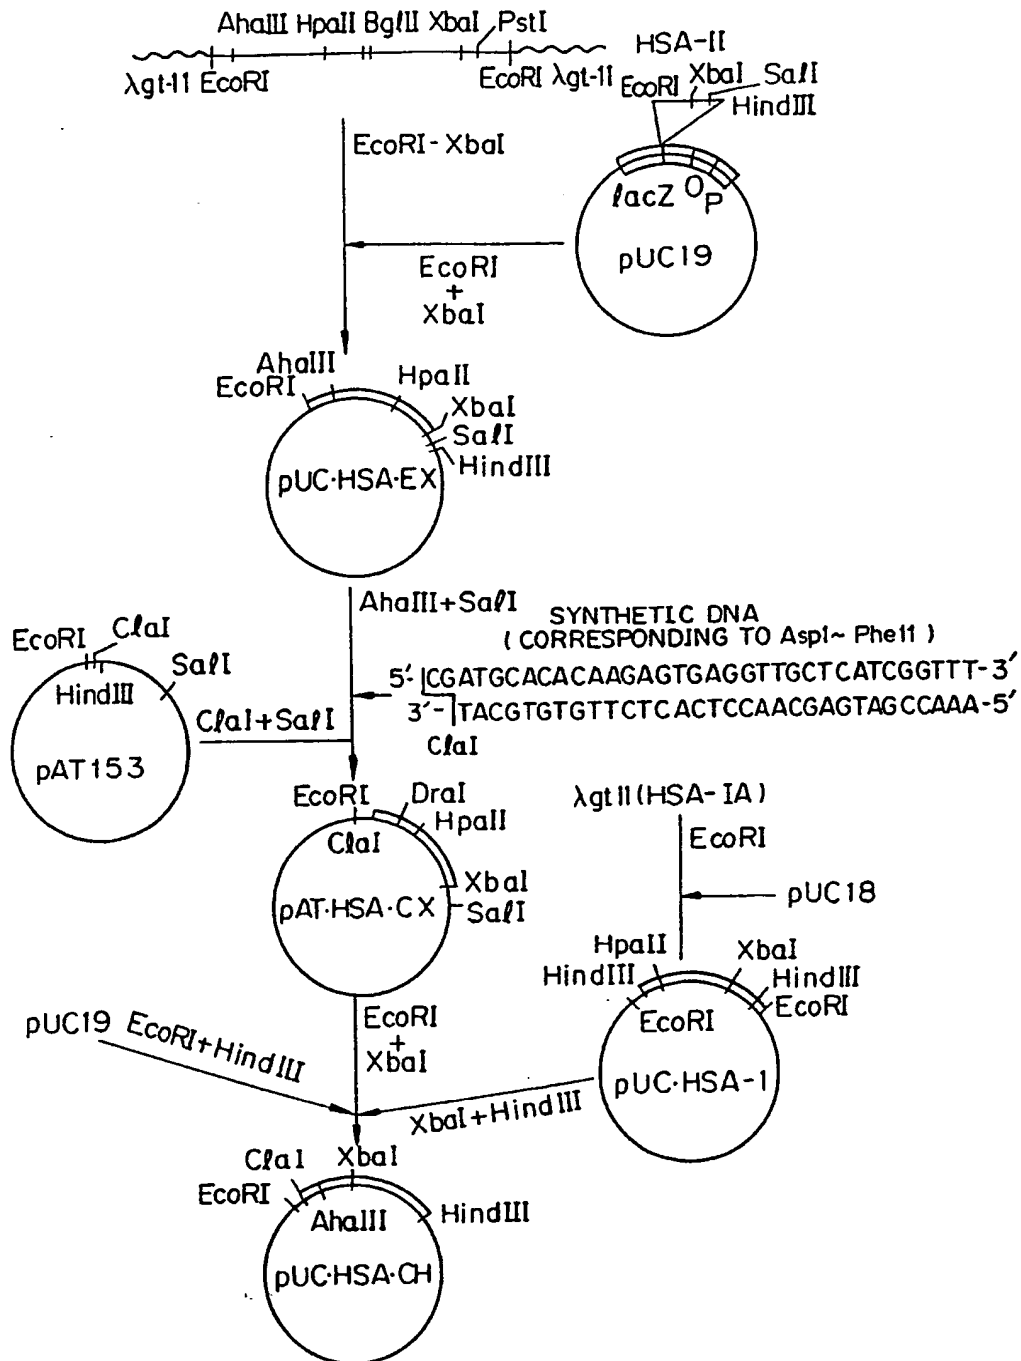 AhaIII HpaII BglII XbaI PstI
λgt-11 EcoRI
EcoRI λgt-11
HSA-II
EcoRI XbaI SalI
HindIII
EcoRI-XbaI
lacZ O P
pUC19
EcoRI
+
XbaI
AhaIII
EcoRI
HpaII
XbaI
SalI
HindIII
pUC·HSA·EX
AhaIII+SalI
SYNTHETIC DNA
(CORRESPONDING TO Asp1~Phe11)
5'-CGATGCACACAAGAGTGAGGTTGCTCATCGGTTT-3'
3'-TACGTGTGTTCTCACTCCAACGAGTAGCCAAA-5'
ClaI
EcoRI ClaI
SalI
HindIII
pAT153
ClaI+SalI
EcoRI DraI
HpaII
ClaI
XbaI
SalI
pAT·HSA·CX
λgt11(HSA-IA)
EcoRI
pUC18
HpaII XbaI
HindIII HindIII
EcoRI EcoRI
pUC·HSA-1
EcoRI
+
XbaI
pUC19 EcoRI+HindIII
XbaI+HindIII
ClaI XbaI
EcoRI
AhaIII HindIII
pUC·HSA·CH